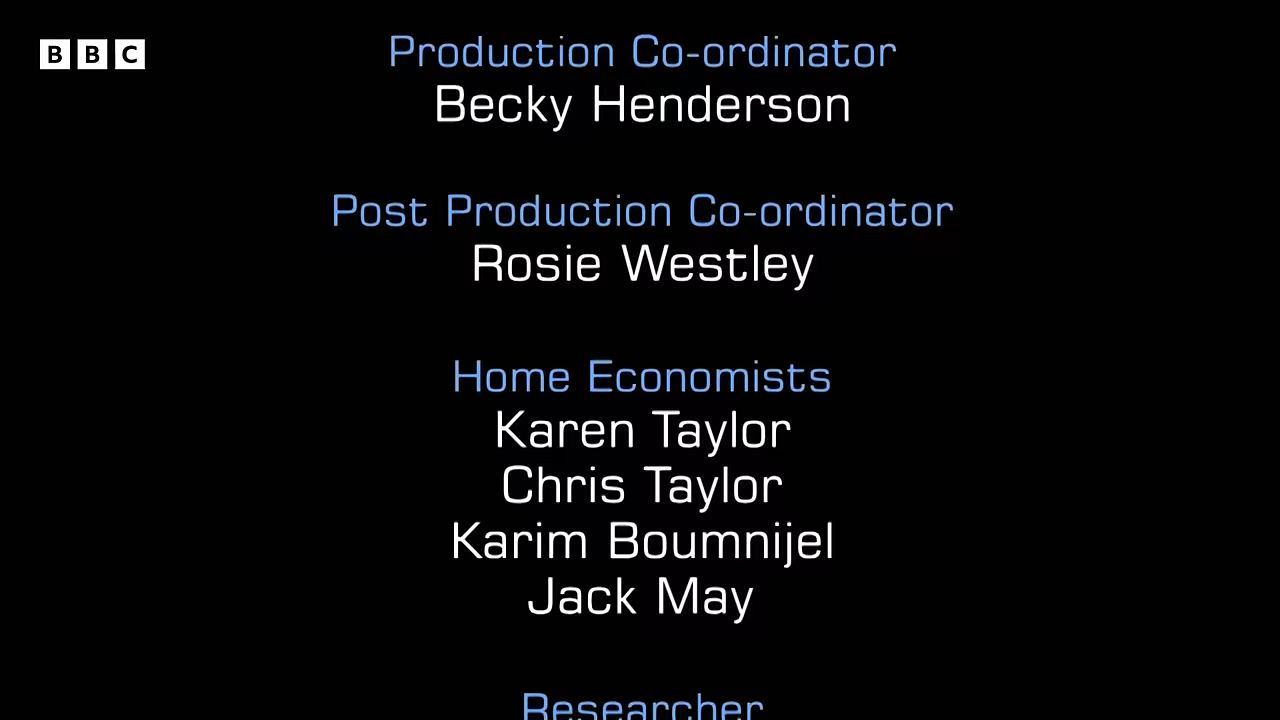 BBC
Production Co-ordinator
Becky Henderson
Post Production Co-ordinator
Rosie Westley
Home Economists
Karen Taylor
Chris Taylor
Karim Boumnijel
Jack May
Researcher